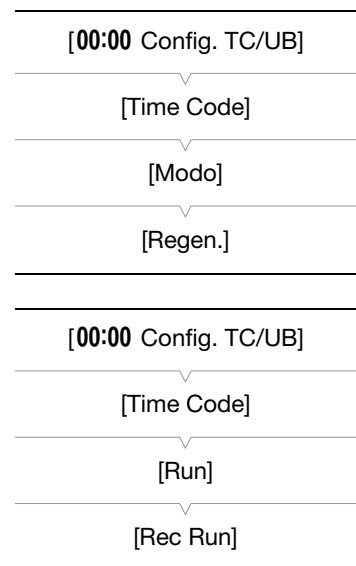 [00:00 Config. TC/UB]
[Time Code]
[Modo]
[Regen.]
[00:00 Config. TC/UB]
[Time Code]
[Run]
[Rec Run]